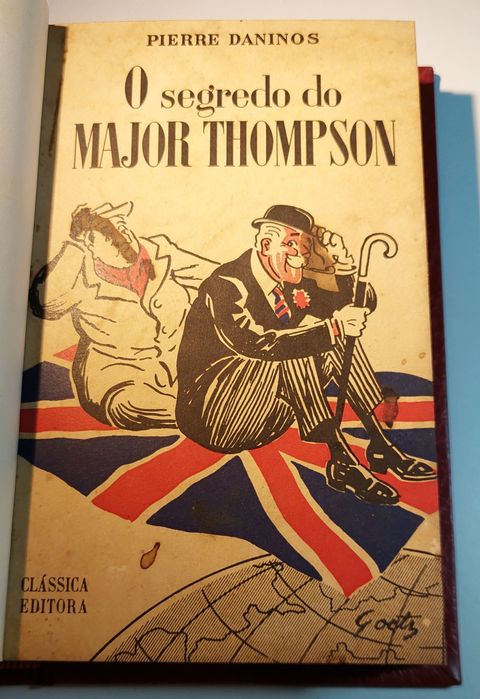 PIERRE DANINOS
O segredo do
MAJOR THOMPSON
CLÁSSICA
EDITORA
Goetz